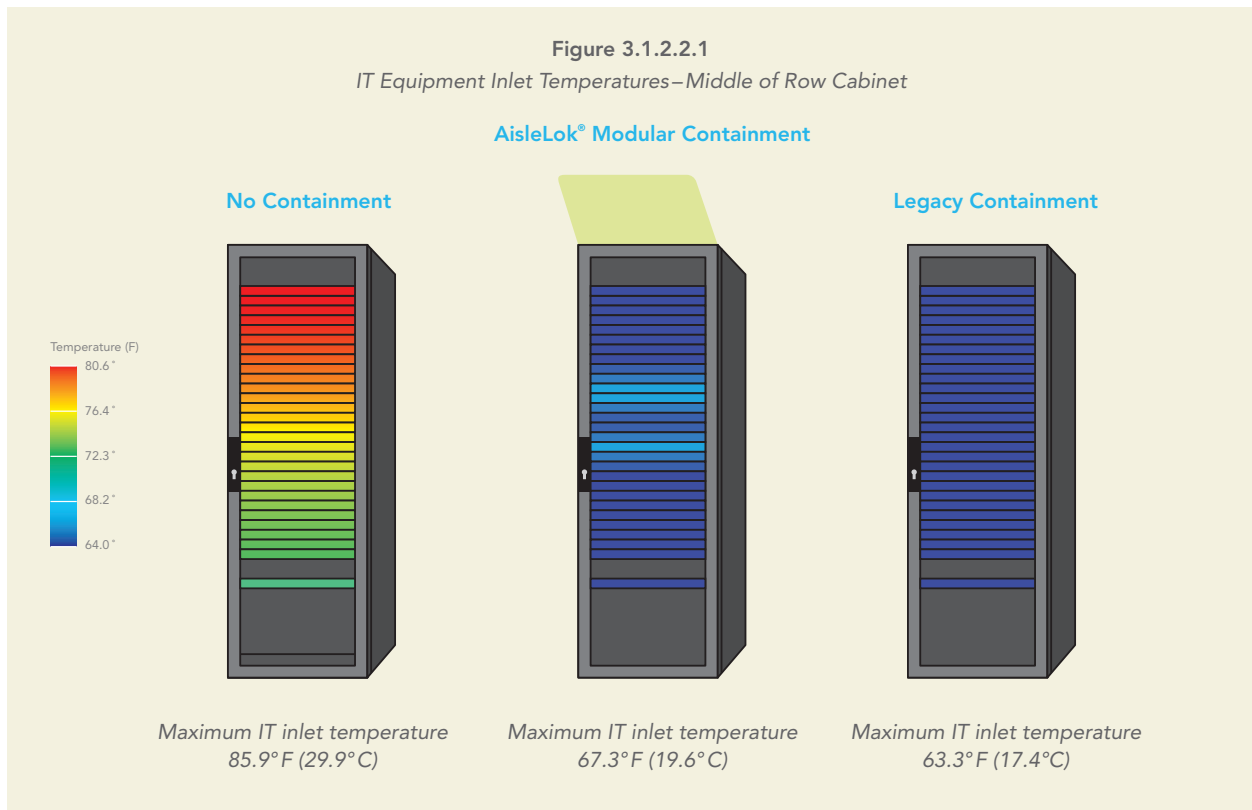 Figure 3.1.2.2.1
IT Equipment Inlet Temperatures–Middle of Row Cabinet
AisleLok® Modular Containment
No Containment
Legacy Containment
Temperature (F)
80.6°
76.4°
72.3°
68.2°
64.0°
Maximum IT inlet temperature
85.9°F (29.9°C)
Maximum IT inlet temperature
67.3°F (19.6°C)
Maximum IT inlet temperature
63.3°F (17.4°C)